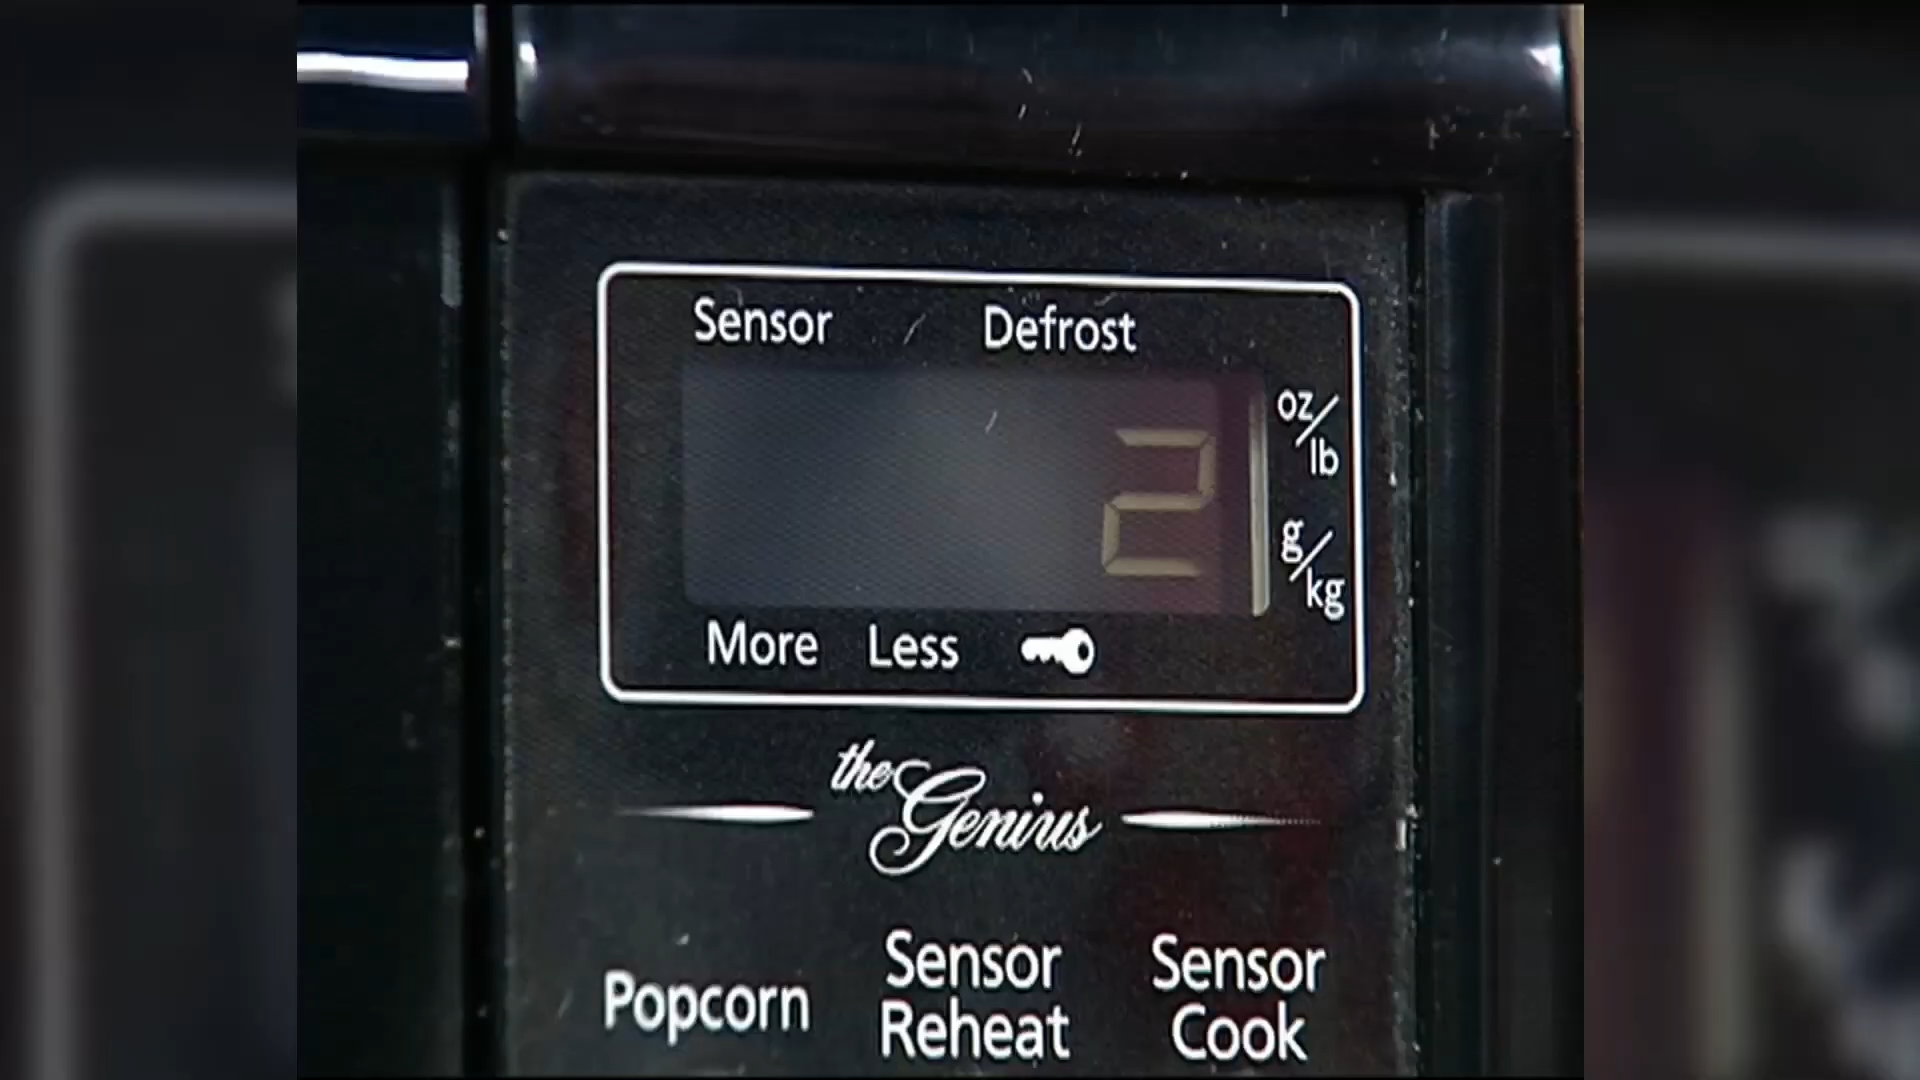 Sensor Defrost
oz/lb
2
g/kg
More Less
the Genius
Popcorn
Sensor Reheat
Sensor Cook